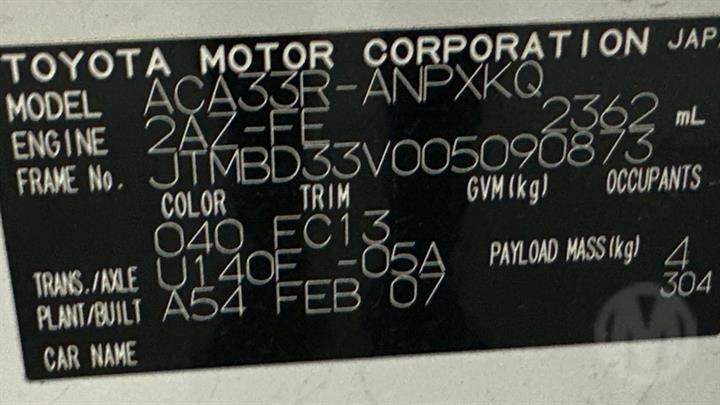 TOYOTA MOTOR CORPORATION JAP
MODEL ACA33R-ANPXKQ
ENGINE 2AZ-FE 2362 mL
FRAME No. JTMBD33V005090873
COLOR TRIM GVM(kg) OCCUPANTS
040 FC13
TRANS./AXLE U140F -05A PAYLOAD MASS(kg) 4
PLANT/BUILT A54 FEB 07 304
CAR NAME
M